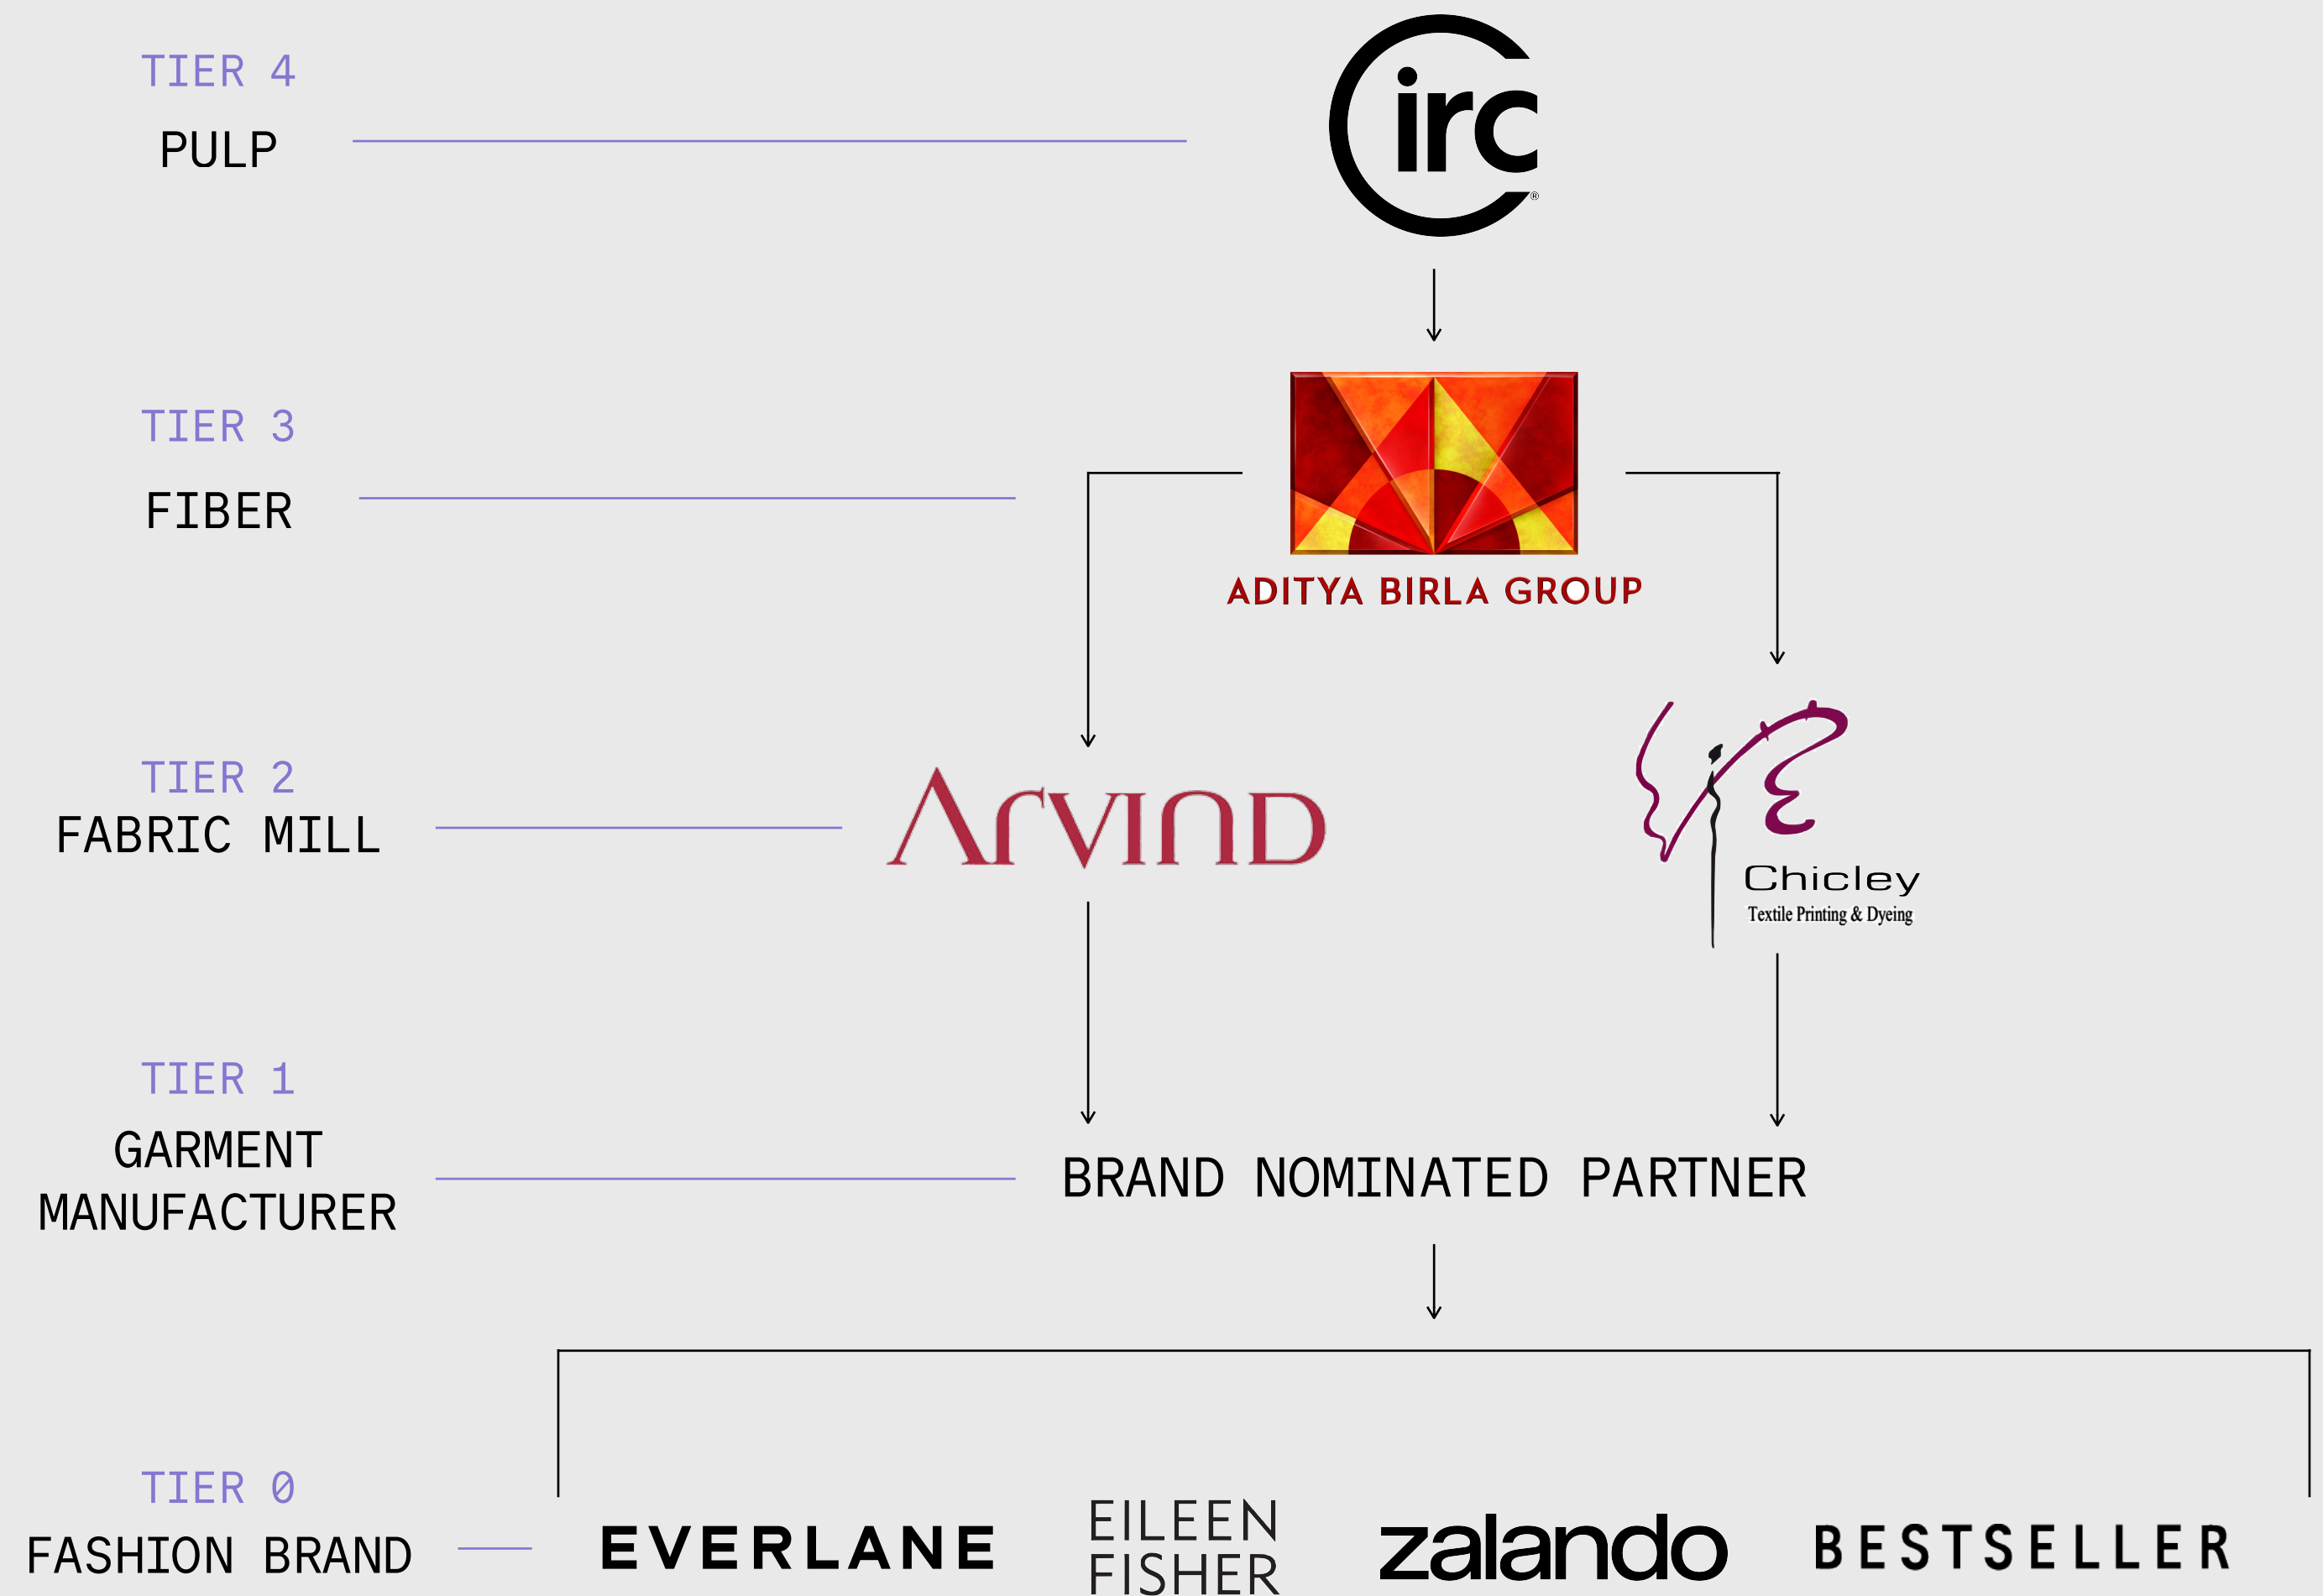 TIER 4
PULP
irc
®
TIER 3
FIBER
ADITYA BIRLA GROUP
TIER 2
FABRIC MILL
ARVIND
Chicley
Textile Printing & Dyeing
TIER 1
GARMENT
MANUFACTURER
BRAND NOMINATED PARTNER
TIER 0
FASHION BRAND
EVERLANE
EILEEN
FISHER
zalando
BESTSELLER